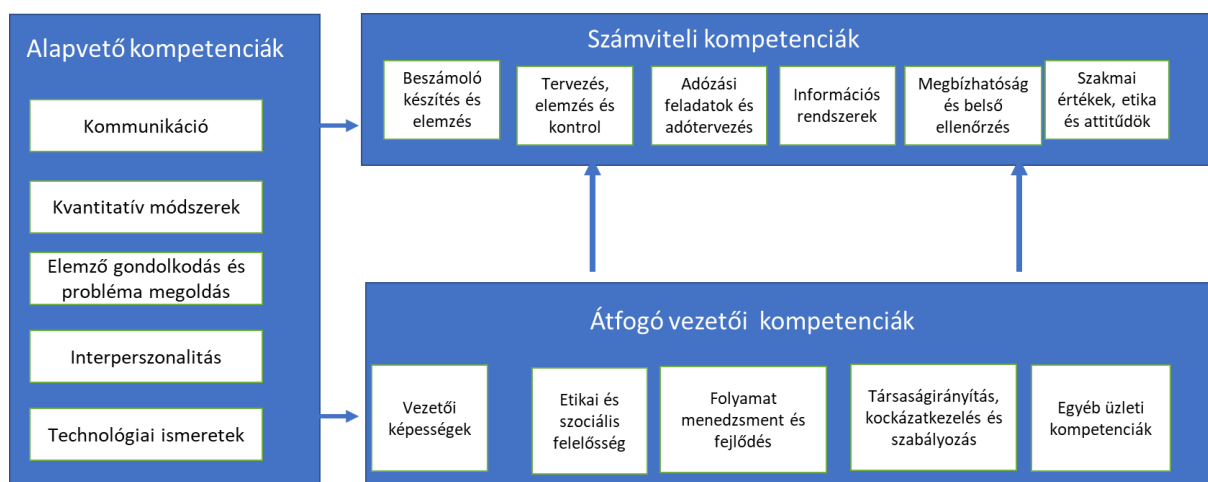 Alapvető kompetenciák
Kommunikáció
Kvantitatív módszerek
Elemző gondolkodás és
probléma megoldás
Interperszonalitás
Technológiai ismeretek
Számviteli kompetenciák
Beszámoló
készítés és
elemzés
Tervezés,
elemzés és
kontrol
Adózási
feladatok és
adótervezés
Információs
rendszerek
Megbízhatóság
és belső
ellenőrzés
Szakmai
értékek, etika
és attitűdök
Átfogó vezetői kompetenciák
Vezetői
képességek
Etikai és
szociális
felelősség
Folyamat
menedzsment és
fejlődés
Társaságirányítás,
kockázatkezelés és
szabályozás
Egyéb üzleti
kompetenciák